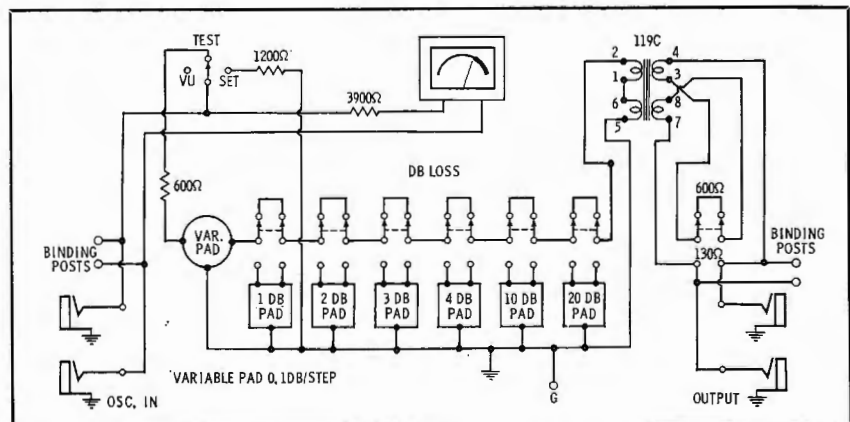 TEST
VU
SET
1200Ω
3900Ω
600Ω
119C
2
4
1
3
6
8
5
7
DB LOSS
VAR.
PAD
600Ω
130Ω
BINDING
POSTS
BINDING
POSTS
1 DB
PAD
2 DB
PAD
3 DB
PAD
4 DB
PAD
10 DB
PAD
20 DB
PAD
VARIABLE PAD 0.1DB/STEP
G
OSC. IN
OUTPUT